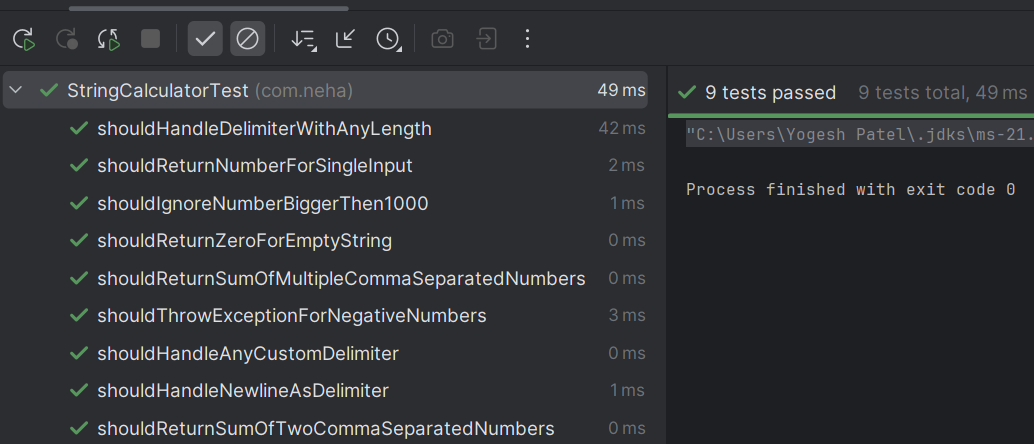 StringCalculatorTest (com.neha) 49 ms
shouldHandleDelimiterWithAnyLength 42 ms
shouldReturnNumberForSingleInput 2 ms
shouldIgnoreNumberBiggerThen1000 1 ms
shouldReturnZeroForEmptyString 0 ms
shouldReturnSumOfMultipleCommaSeparatedNumbers 0 ms
shouldThrowExceptionForNegativeNumbers 3 ms
shouldHandleAnyCustomDelimiter 0 ms
shouldHandleNewlineAsDelimiter 1 ms
shouldReturnSumOfTwoCommaSeparatedNumbers 0 ms
9 tests passed 9 tests total, 49 ms
"C:\Users\Yogesh Patel\.jdks\ms-21.
Process finished with exit code 0